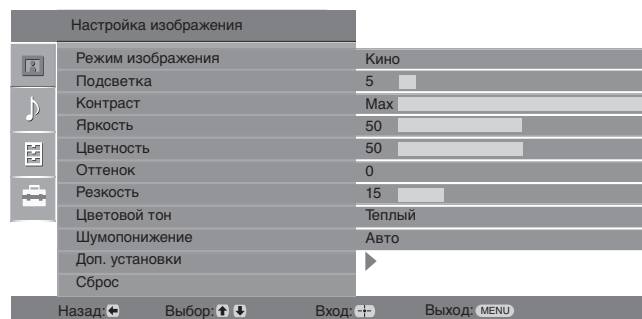 Настройка изображения
Режим изображения Кино
Подсветка 5
Контраст Max
Яркость 50
Цветность 50
Оттенок 0
Резкость 15
Цветовой тон Теплый
Шумопонижение Авто
Доп. установки
Сброс
Назад: Выбор: Вход: Выход: MENU